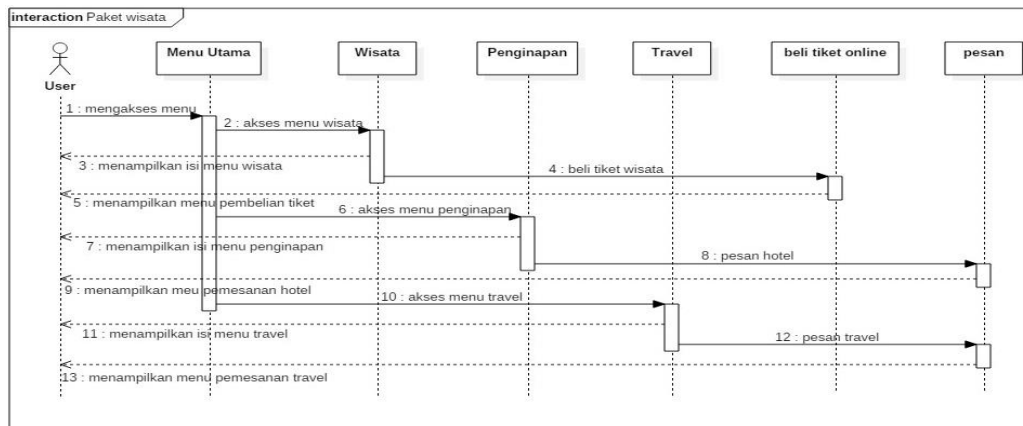 interaction Paket wisata
User
Menu Utama
Wisata
Penginapan
Travel
beli tiket online
pesan
1 : mengakses menu
2 : akses menu wisata
3 : menampilkan isi menu wisata
4 : beli tiket wisata
5 : menampilkan menu pembelian tiket
6 : akses menu penginapan
7 : menampilkan isi menu penginapan
8 : pesan hotel
9 : menampilkan meu pemesanan hotel
10 : akses menu travel
11 : menampilkan isi menu travel
12 : pesan travel
13 : menampilkan menu pemesanan travel